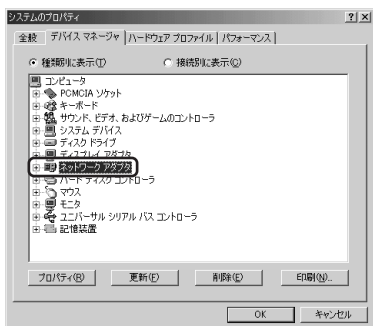 システムのプロパティ ? ×
全般 デバイス マネージャ ハードウェア プロファイル パフォーマンス
種類別に表示(T) 接続別に表示(C)
コンピュータ
PCMCIA ソケット
キーボード
サウンド、ビデオ、およびゲームのコントローラ
システム デバイス
ディスク ドライブ
ディスプレイ アダプタ
ネットワーク アダプタ
ハード ディスク コントローラ
マウス
モニタ
ユニバーサル シリアル バス コントローラ
記憶装置
プロパティ(R) 更新(F) 削除(E) 印刷(N)...
OK キャンセル